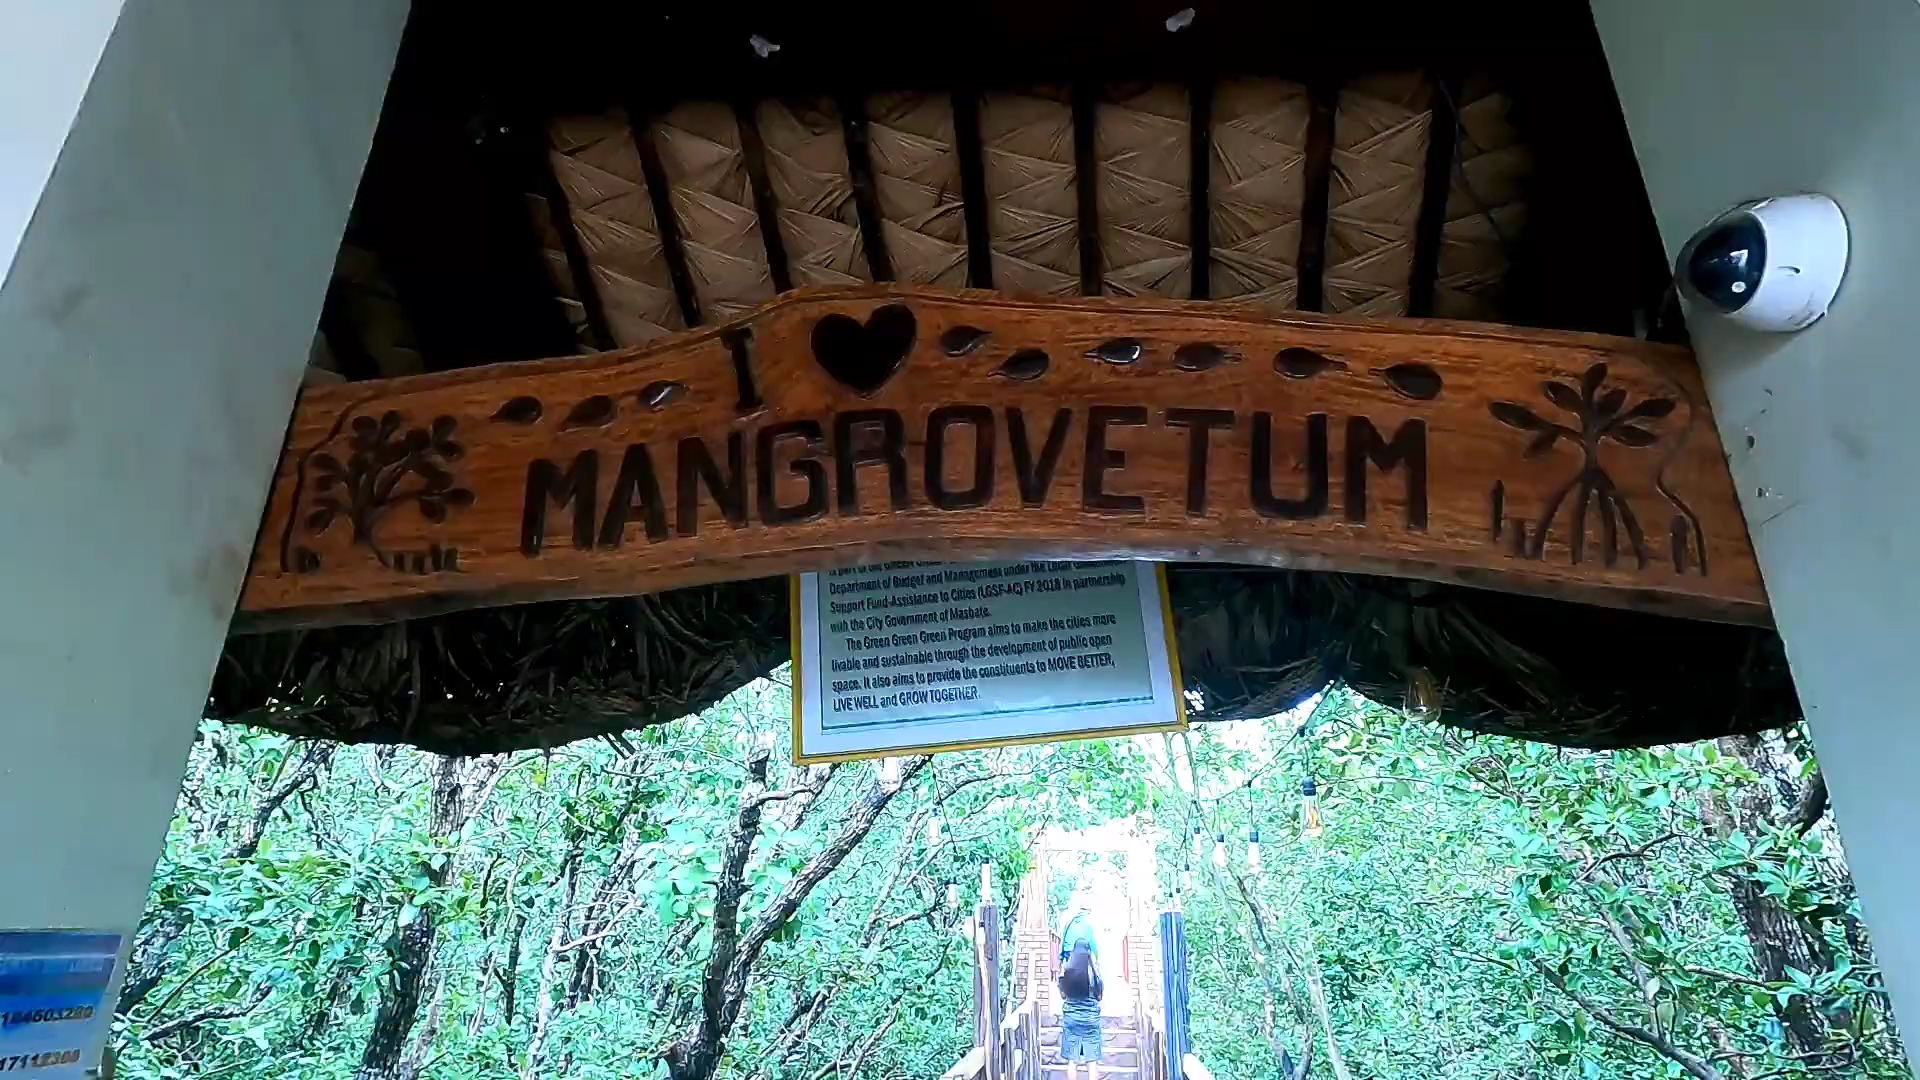 I
MANGROVETUM
Department of Budget and Management under the Local
Support Fund-Assistance to Cities (LGSF-AC) FY 2018 in partnership
with the City Government of Masbate.
The Green Green Green Program aims to make the cities more
livable and sustainable through the development of public open
space. It also aims to provide the constituents to MOVE BETTER,
LIVE WELL and GROW TOGETHER.